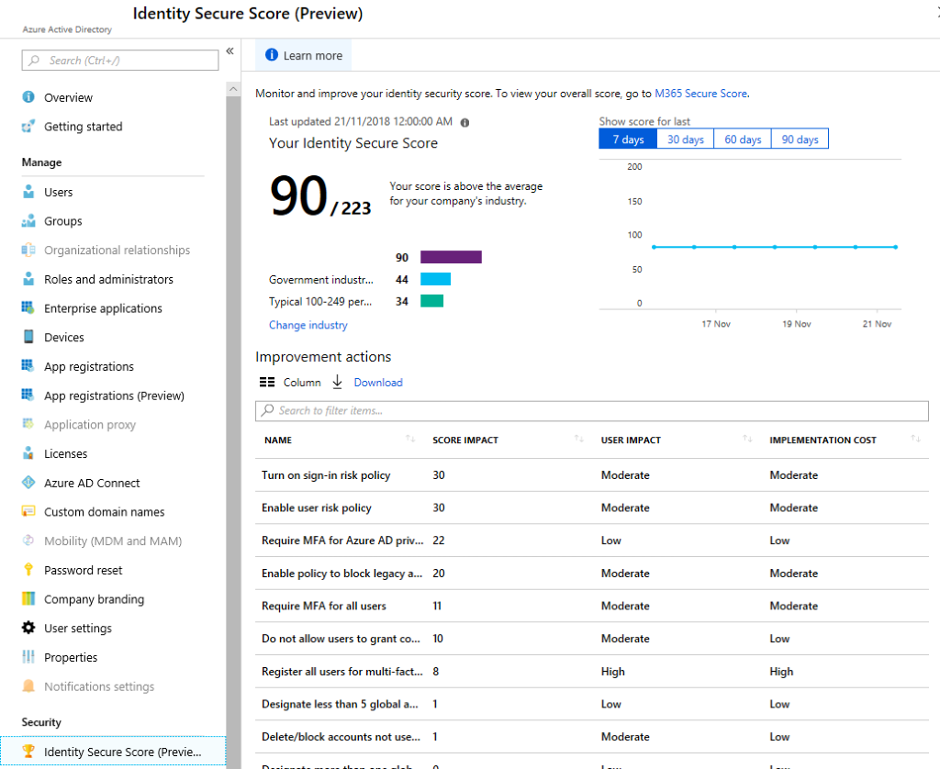 Identity Secure Score (Preview)
Azure Active Directory
Search (Ctrl+/)
«
Overview
Getting started
Manage
Users
Groups
Organizational relationships
Roles and administrators
Enterprise applications
Devices
App registrations
App registrations (Preview)
Application proxy
Licenses
Azure AD Connect
Custom domain names
Mobility (MDM and MAM)
Password reset
Company branding
User settings
Properties
Notifications settings
Security
Identity Secure Score (Previe...
Learn more
Monitor and improve your identity security score. To view your overall score, go to M365 Secure Score.
Last updated 21/11/2018 12:00:00 AM
Your Identity Secure Score
90/223
Your score is above the average
for your company's industry.
90
Government industr... 44
Typical 100-249 per... 34
Change industry
Show score for last
7 days 30 days 60 days 90 days
200
150
100
50
0
17 Nov 19 Nov 21 Nov
Improvement actions
Column Download
Search to filter items...
NAME SCORE IMPACT USER IMPACT IMPLEMENTATION COST
Turn on sign-in risk policy 30 Moderate Moderate
Enable user risk policy 30 Moderate Moderate
Require MFA for Azure AD priv... 22 Low Low
Enable policy to block legacy a... 20 Moderate Moderate
Require MFA for all users 11 Moderate Moderate
Do not allow users to grant co... 10 Moderate Low
Register all users for multi-fact... 8 High High
Designate less than 5 global a... 1 Low Low
Delete/block accounts not use... 1 Moderate Low
Designate more than one glob... 0 Low Low